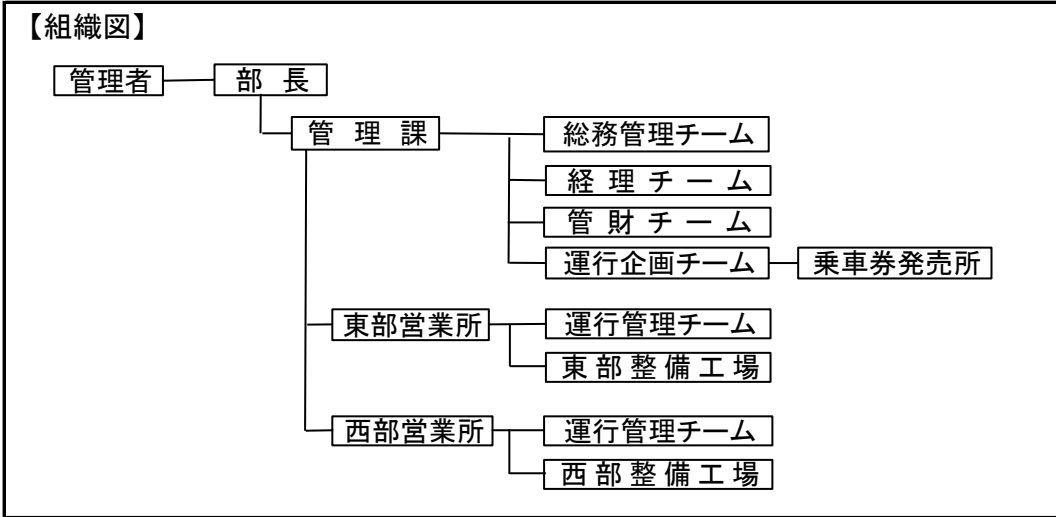 【組織図】
管理者
部 長
管 理 課
総務管理チーム
経 理 チ ー ム
管 財 チ ー ム
運行企画チーム
乗車券発売所
東部営業所
運行管理チーム
東 部 整 備 工 場
西部営業所
運行管理チーム
西 部 整 備 工 場